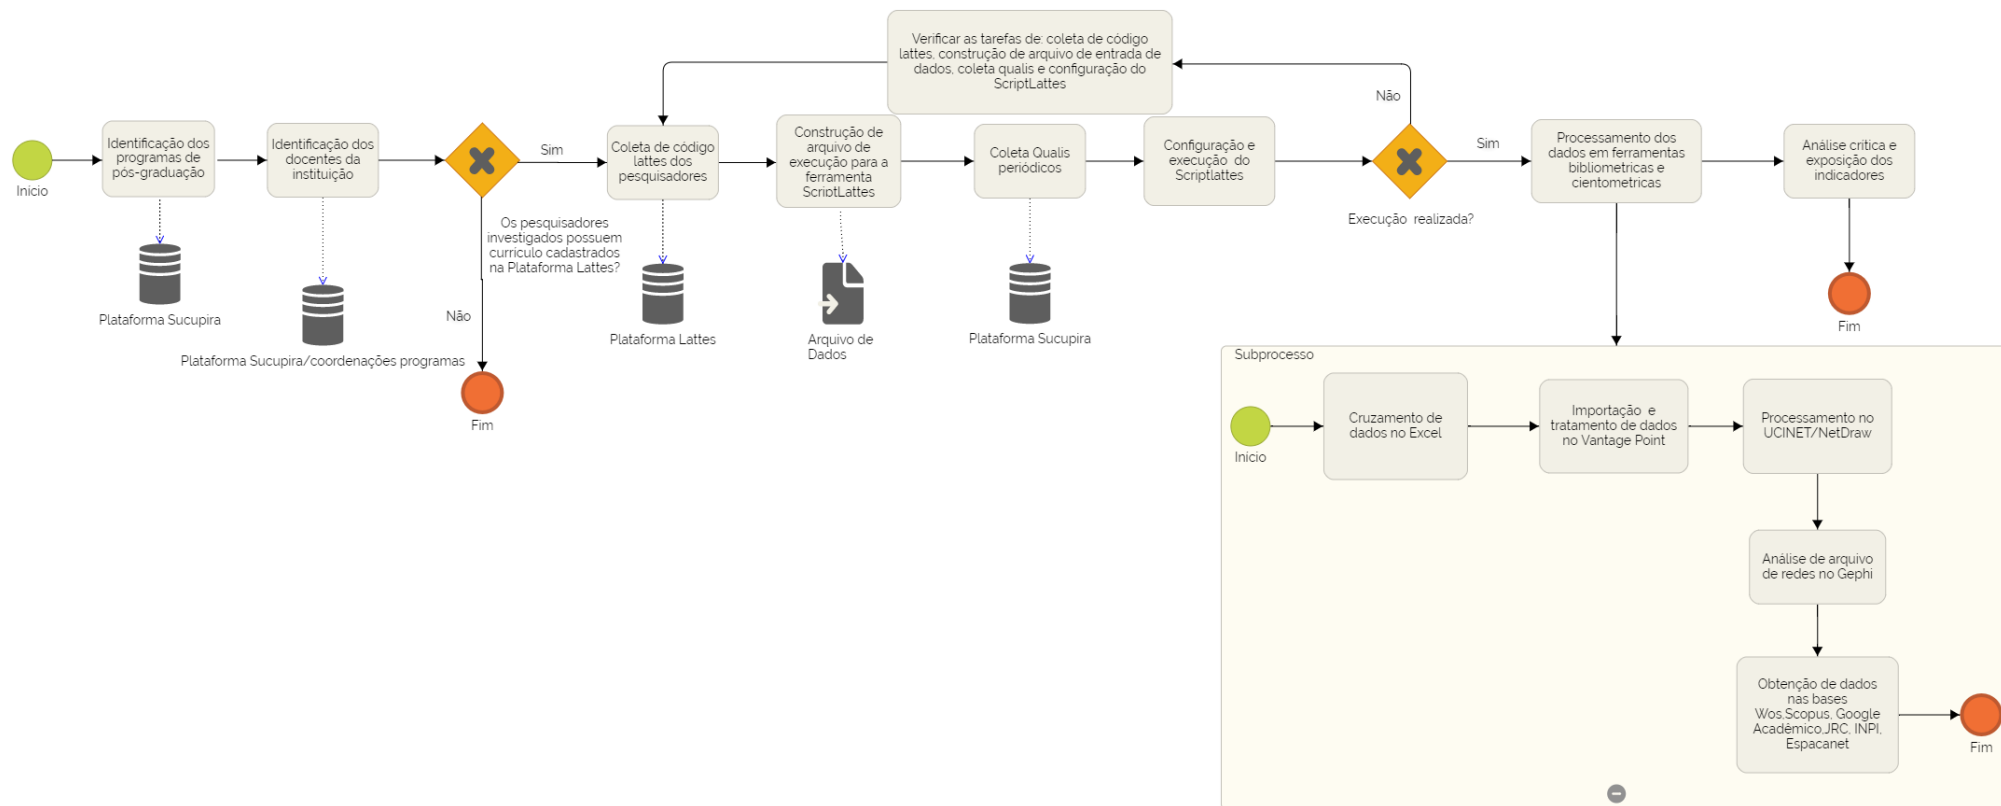 Verificar as tarefas de: coleta de código
lattes, construção de arquivo de entrada de
dados, coleta qualis e configuração do
ScriptLattes
Não
Início
Identificação dos
programas de
pós-graduação
Identificação dos
docentes da
instituição
Sim
Coleta de código
lattes dos
pesquisadores
Construção de
arquivo de
execução para a
ferramenta
ScriptLattes
Coleta Qualis
periódicos
Configuração e
execução do
Scriptlattes
Sim
Processamento dos
dados em ferramentas
bibliometricas e
cientometricas
Análise crítica e
exposição dos
indicadores
Os pesquisadores
investigados possuem
currículo cadastrados
na Plataforma Lattes?
Execução realizada?
Plataforma Sucupira
Plataforma Sucupira/coordenações programas
Não
Fim
Plataforma Lattes
Arquivo de
Dados
Plataforma Sucupira
Fim
Subprocesso
Início
Cruzamento de
dados no Excel
Importação e
tratamento de dados
no Vantage Point
Processamento no
UCINET/NetDraw
Análise de arquivo
de redes no Gephi
Obtenção de dados
nas bases
Wos,Scopus, Google
Acadêmico,JRC, INPI,
Espacanet
Fim